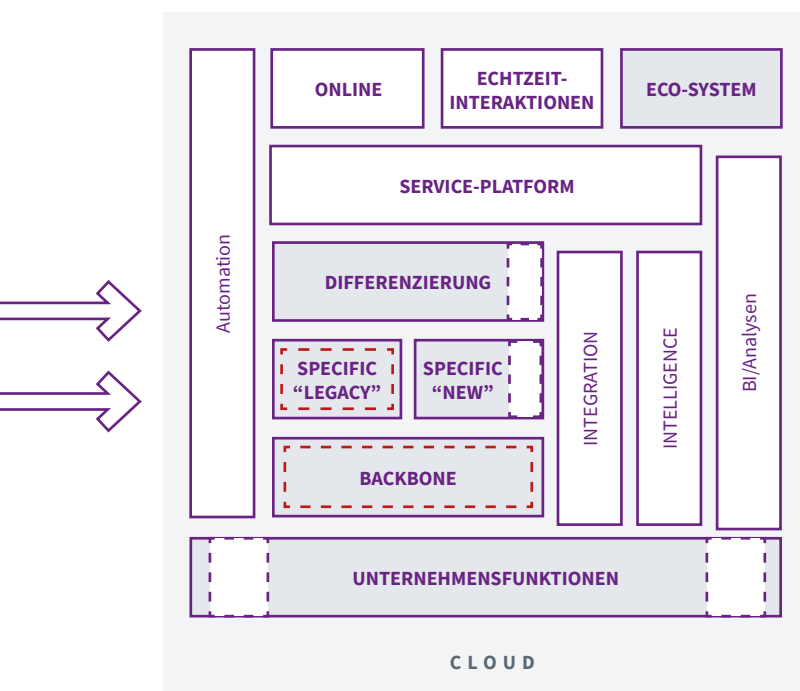 ONLINE
ECHTZEIT-
INTERAKTIONEN
ECO-SYSTEM
SERVICE-PLATFORM
Automation
DIFFERENZIERUNG
SPECIFIC
“LEGACY”
SPECIFIC
“NEW”
BACKBONE
INTEGRATION
INTELLIGENCE
BI/Analysen
UNTERNEHMENSFUNKTIONEN
CLOUD